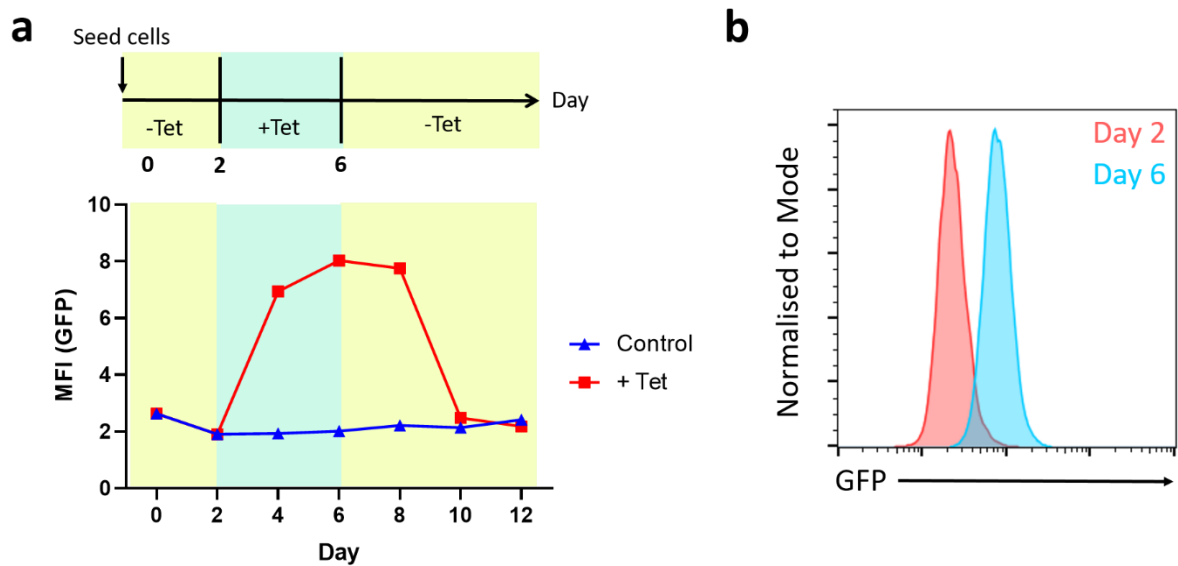 a
Seed cells
Day
-Tet
+Tet
-Tet
0
2
6
10
8
6
4
2
0
MFI (GFP)
0 2 4 6 8 10 12
Day
Control
+ Tet
b
Day 2
Day 6
Normalised to Mode
GFP